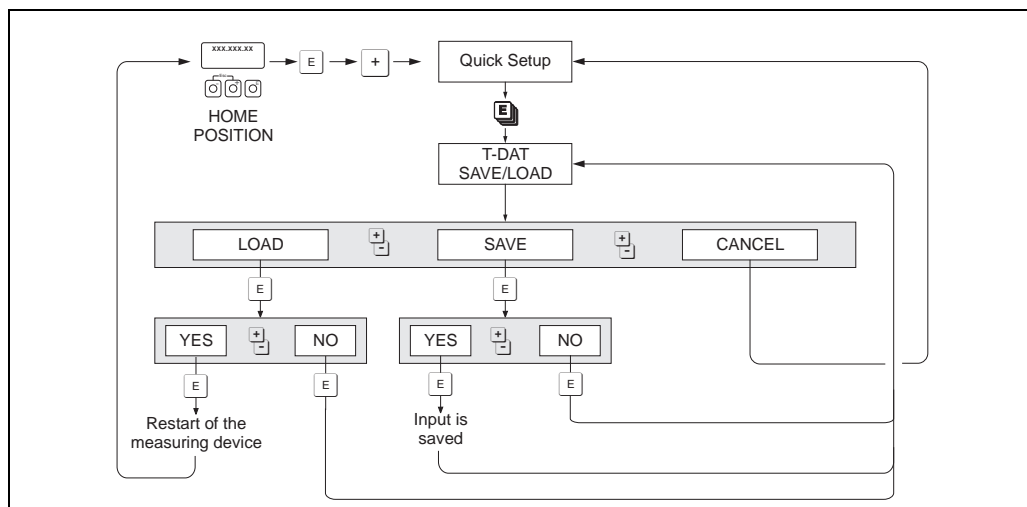 xxx.xxx.xx
E
+
Quick Setup
Esc
- + E
HOME
POSITION
E
T-DAT
SAVE/LOAD
LOAD
+
-
SAVE
+
-
CANCEL
E
E
YES
+
-
NO
YES
+
-
NO
E
E
E
E
Restart of the
measuring device
Input is
saved